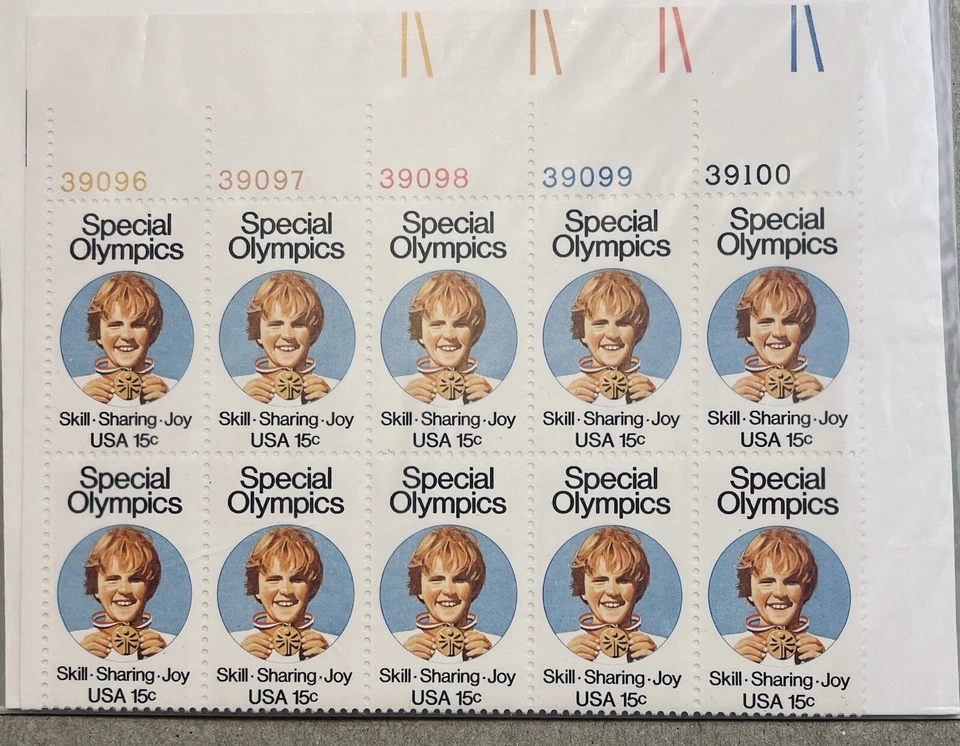 39096 39097 39098 39099 39100
Special Special Special Special Special
Olympics Olympics Olympics Olympics Olympics
Skill·Sharing·Joy Skill·Sharing·Joy Skill·Sharing·Joy Skill·Sharing·Joy Skill·Sharing·Joy
USA 15c USA 15c USA 15c USA 15c USA 15c
Special Special Special Special Special
Olympics Olympics Olympics Olympics Olympics
Skill·Sharing·Joy Skill·Sharing·Joy Skill·Sharing·Joy Skill·Sharing·Joy Skill·Sharing·Joy
USA 15c USA 15c USA 15c USA 15c USA 15c